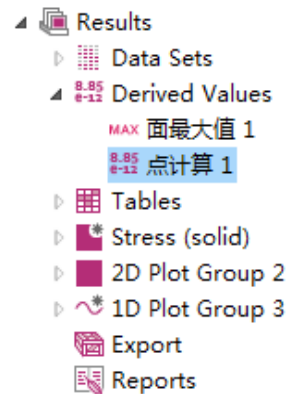 Results
Data Sets
8.85
e-12 Derived Values
MAX 面最大值 1
8.85
e-12 点计算 1
Tables
Stress (solid)
2D Plot Group 2
1D Plot Group 3
Export
Reports